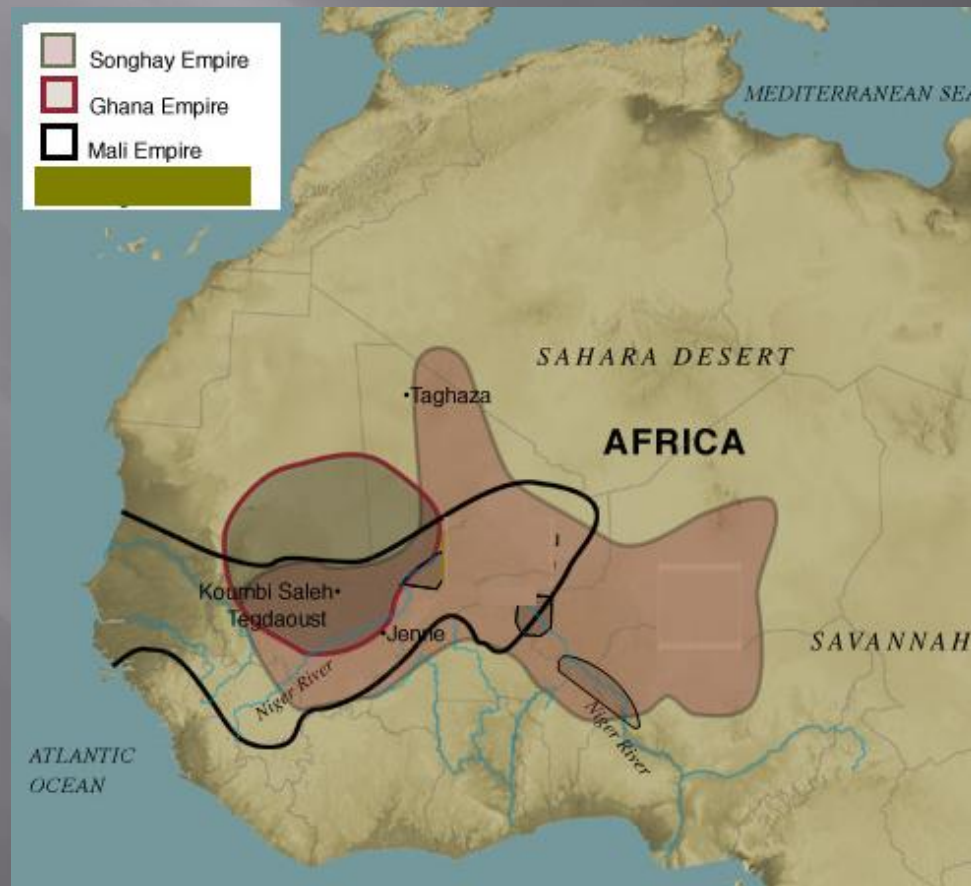 Songhay Empire
Ghana Empire
Mali Empire
MEDITERRANEAN SEA
SAHARA DESERT
•Taghaza
AFRICA
Koumbi Saleh•
Tegdaoust
•Jenne
SAVANNAH
Niger River
Niger River
ATLANTIC
OCEAN